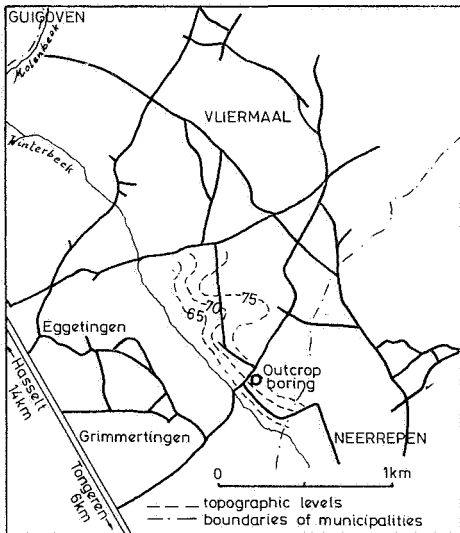 GUIGOVEN
Molenbeek
VLIERMAAL
Winterbeek
75
70
65
Eggetingen
Outcrop
boring
Hasselt
14km
Grimmertingen
NEERREPEN
Tongeren
6km
0 1km
topographic levels
boundaries of municipalities